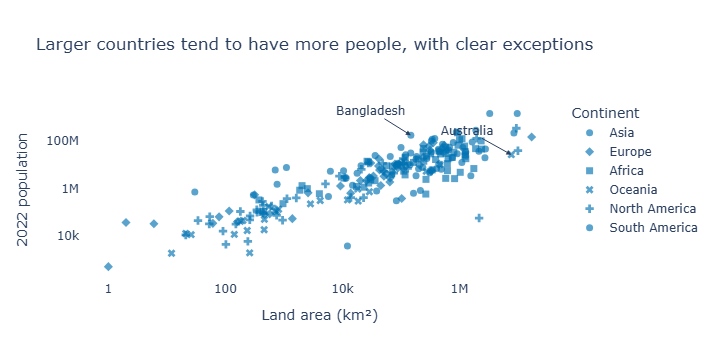 Larger countries tend to have more people, with clear exceptions
Bangladesh
Australia
Continent
Asia
Europe
Africa
Oceania
North America
South America
100M
1M
10k
2022 population
1
100
10k
1M
Land area (km²)